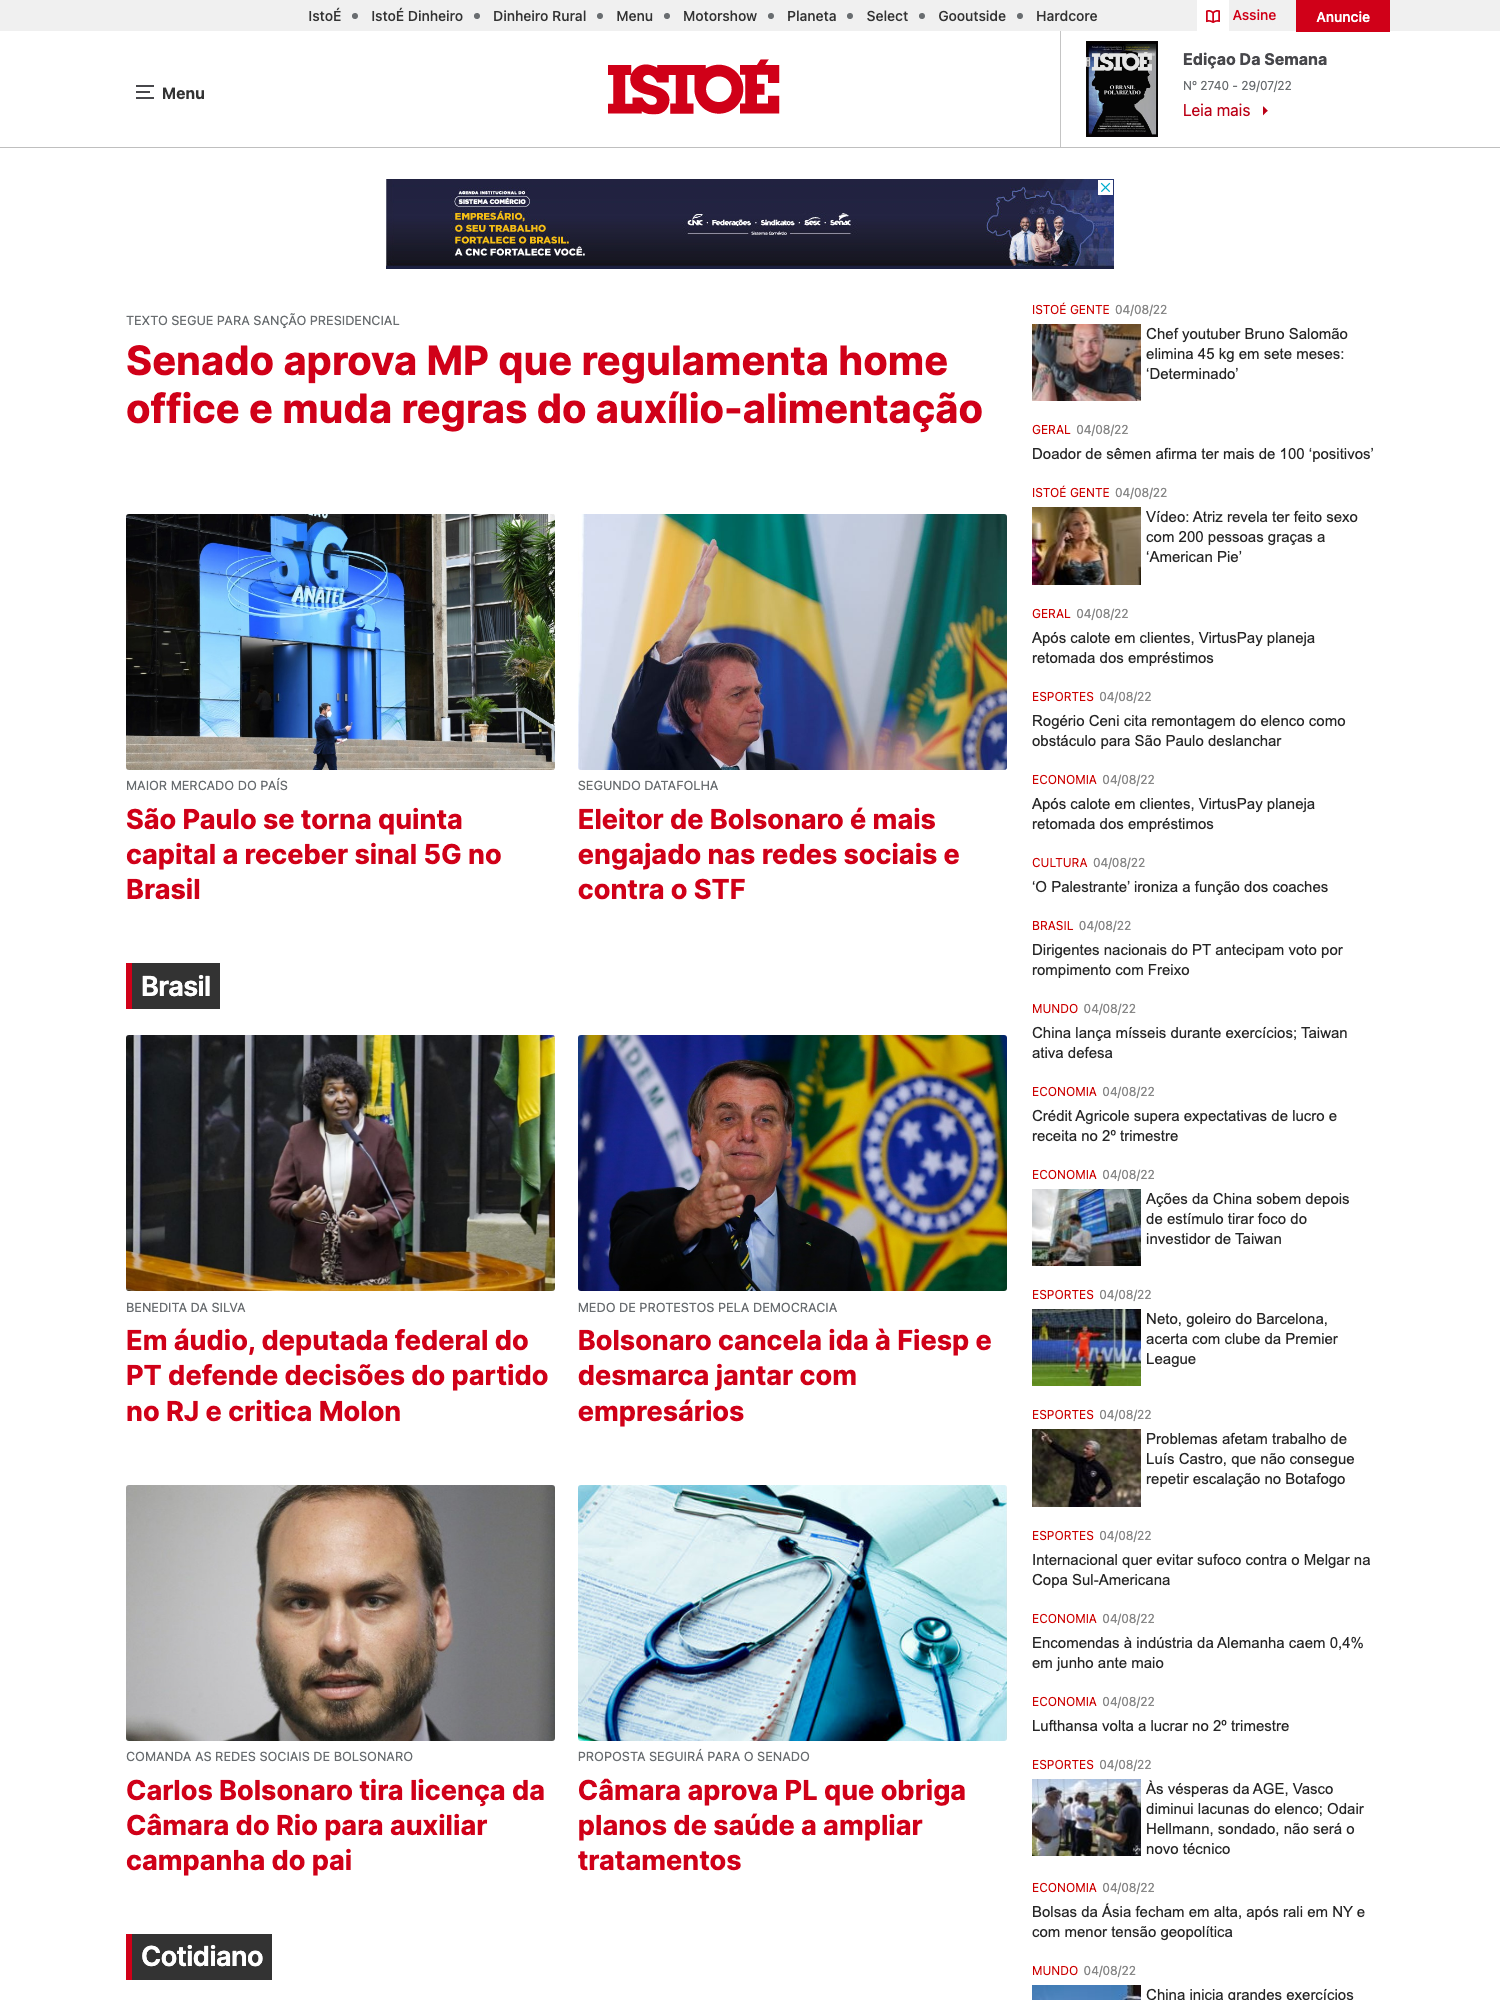 IstoÉ • IstoÉ Dinheiro • Dinheiro Rural • Menu • Motorshow • Planeta • Select • Gooutside • Hardcore
Assine
Anuncie
Menu
ISTOÉ
ISTOÉ
O BRASIL
POLARIZADO
Ediçao Da Semana
Nº 2740 - 29/07/22
Leia mais
AGENDA INSTITUCIONAL DO
SISTEMA COMÉRCIO
EMPRESÁRIO,
O SEU TRABALHO
FORTALECE O BRASIL.
A CNC FORTALECE VOCÊ.
CNC · Federações · Sindicatos · Sesc · Senac
Sistema Comércio
TEXTO SEGUE PARA SANÇÃO PRESIDENCIAL
Senado aprova MP que regulamenta home
office e muda regras do auxílio-alimentação
5G
ANATEL
MAIOR MERCADO DO PAÍS
São Paulo se torna quinta
capital a receber sinal 5G no
Brasil
SEGUNDO DATAFOLHA
Eleitor de Bolsonaro é mais
engajado nas redes sociais e
contra o STF
Brasil
DEM E P
BENEDITA DA SILVA
Em áudio, deputada federal do
PT defende decisões do partido
no RJ e critica Molon
MEDO DE PROTESTOS PELA DEMOCRACIA
Bolsonaro cancela ida à Fiesp e
desmarca jantar com
empresários
COMANDA AS REDES SOCIAIS DE BOLSONARO
Carlos Bolsonaro tira licença da
Câmara do Rio para auxiliar
campanha do pai
PROPOSTA SEGUIRÁ PARA O SENADO
Câmara aprova PL que obriga
planos de saúde a ampliar
tratamentos
Cotidiano
ISTOÉ GENTE 04/08/22
Chef youtuber Bruno Salomão
elimina 45 kg em sete meses:
‘Determinado’
GERAL 04/08/22
Doador de sêmen afirma ter mais de 100 ‘positivos’
ISTOÉ GENTE 04/08/22
Vídeo: Atriz revela ter feito sexo
com 200 pessoas graças a
‘American Pie’
GERAL 04/08/22
Após calote em clientes, VirtusPay planeja
retomada dos empréstimos
ESPORTES 04/08/22
Rogério Ceni cita remontagem do elenco como
obstáculo para São Paulo deslanchar
ECONOMIA 04/08/22
Após calote em clientes, VirtusPay planeja
retomada dos empréstimos
CULTURA 04/08/22
‘O Palestrante’ ironiza a função dos coaches
BRASIL 04/08/22
Dirigentes nacionais do PT antecipam voto por
rompimento com Freixo
MUNDO 04/08/22
China lança mísseis durante exercícios; Taiwan
ativa defesa
ECONOMIA 04/08/22
Crédit Agricole supera expectativas de lucro e
receita no 2º trimestre
ECONOMIA 04/08/22
Ações da China sobem depois
de estímulo tirar foco do
investidor de Taiwan
ESPORTES 04/08/22
Neto, goleiro do Barcelona,
acerta com clube da Premier
League
ESPORTES 04/08/22
Problemas afetam trabalho de
Luís Castro, que não consegue
repetir escalação no Botafogo
ESPORTES 04/08/22
Internacional quer evitar sufoco contra o Melgar na
Copa Sul-Americana
ECONOMIA 04/08/22
Encomendas à indústria da Alemanha caem 0,4%
em junho ante maio
ECONOMIA 04/08/22
Lufthansa volta a lucrar no 2º trimestre
ESPORTES 04/08/22
Às vésperas da AGE, Vasco
diminui lacunas do elenco; Odair
Hellmann, sondado, não será o
novo técnico
ECONOMIA 04/08/22
Bolsas da Ásia fecham em alta, após rali em NY e
com menor tensão geopolítica
MUNDO 04/08/22
China inicia grandes exercícios